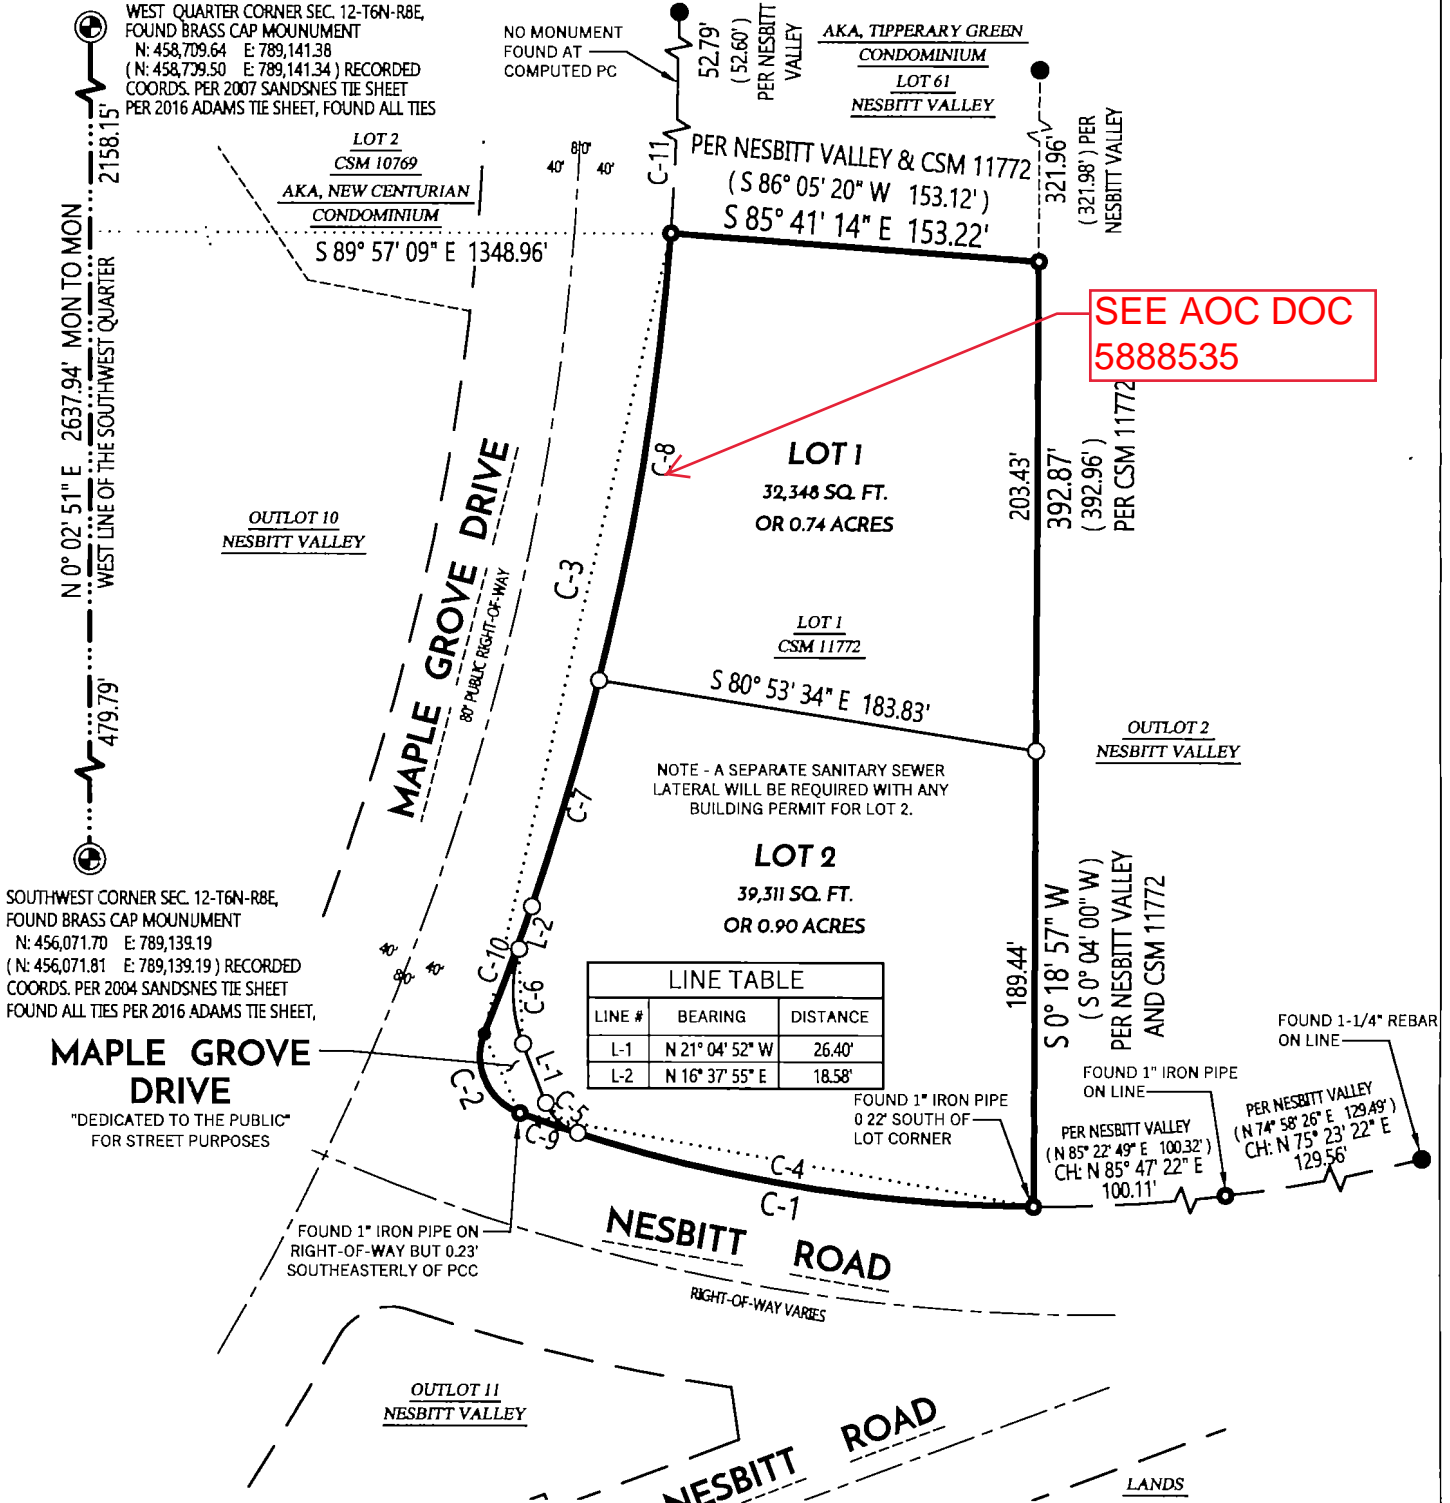 WEST QUARTER CORNER SEC. 12-T6N-R8E,
FOUND BRASS CAP MOUNUMENT
N: 458,709.64 E: 789,141.38
( N: 458,739.50 E: 789,141.34 ) RECORDED
COORDS. PER 2007 SANDSNES TIE SHEET
PER 2016 ADAMS TIE SHEET, FOUND ALL TIES
NO MONUMENT
FOUND AT
COMPUTED PC
52.79'
( 52.60' )
PER NESBITT
VALLEY
AKA, TIPPERARY GREEN
CONDOMINIUM
LOT 61
NESBITT VALLEY
321.96'
( 321.98' ) PER
NESBITT VALLEY
2158.15'
LOT 2
CSM 10769
AKA, NEW CENTURIAN
CONDOMINIUM
S 89° 57' 09" E 1348.96'
80'
40'
40'
C-11
PER NESBITT VALLEY & CSM 11772
( S 86° 05' 20" W 153.12' )
S 85° 41' 14" E 153.22'
SEE AOC DOC
5888535
N 0° 02' 51" E 2637.94' MON TO MON
WEST LINE OF THE SOUTHWEST QUARTER
479.79'
OUTLOT 10
NESBITT VALLEY
MAPLE GROVE DRIVE
80' PUBLIC RIGHT-OF-WAY
C-3
C-8
LOT 1
32,348 SQ. FT.
OR 0.74 ACRES
203.43'
392.87'
( 392.96' )
PER CSM 11772
LOT 1
CSM 11772
S 80° 53' 34" E 183.83'
OUTLOT 2
NESBITT VALLEY
NOTE - A SEPARATE SANITARY SEWER
LATERAL WILL BE REQUIRED WITH ANY
BUILDING PERMIT FOR LOT 2.
C-7
LOT 2
39,311 SQ. FT.
OR 0.90 ACRES
SOUTHWEST CORNER SEC. 12-T6N-R8E,
FOUND BRASS CAP MOUNUMENT
N: 456,071.70 E: 789,139.19
( N: 456,071.81 E: 789,139.19 ) RECORDED
COORDS. PER 2004 SANDSNES TIE SHEET
FOUND ALL TIES PER 2016 ADAMS TIE SHEET,
40'
80'
40'
C-10
L-2
C-6
L-1
C-5
C-2
C-9
LINE TABLE
LINE # BEARING DISTANCE
L-1 N 21° 04' 52" W 26.40'
L-2 N 16° 37' 55" E 18.58'
189.44'
S 0° 18' 57" W
( S 0° 04' 00" W )
PER NESBITT VALLEY
AND CSM 11772
MAPLE GROVE
DRIVE
"DEDICATED TO THE PUBLIC"
FOR STREET PURPOSES
FOUND 1" IRON PIPE
0.22' SOUTH OF
LOT CORNER
FOUND 1" IRON PIPE
ON LINE
FOUND 1-1/4" REBAR
ON LINE
PER NESBITT VALLEY
( N 85° 22' 49" E 100.32' )
CH: N 85° 47' 22" E
100.11'
PER NESBITT VALLEY
( N 74° 58' 26" E 129.49' )
CH: N 75° 23' 22" E
129.56'
C-4
C-1
FOUND 1" IRON PIPE ON
RIGHT-OF-WAY BUT 0.23'
SOUTHEASTERLY OF PCC
NESBITT ROAD
RIGHT-OF-WAY VARIES
OUTLOT 11
NESBITT VALLEY
NESBITT ROAD
LANDS